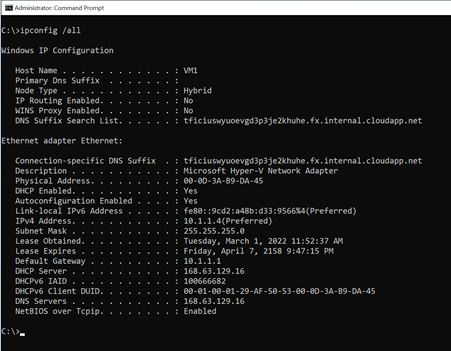 Administrator: Command Prompt
C:\>ipconfig /all
Windows IP Configuration
Host Name . . . . . . . . . . . . : VM1
Primary Dns Suffix . . . . . . . :
Node Type . . . . . . . . . . . . : Hybrid
IP Routing Enabled. . . . . . . . : No
WINS Proxy Enabled. . . . . . . . : No
DNS Suffix Search List. . . . . . : tficiuswyuoevgd3p3je2khuhe.fx.internal.cloudapp.net
Ethernet adapter Ethernet:
Connection-specific DNS Suffix . : tficiuswyuoevgd3p3je2khuhe.fx.internal.cloudapp.net
Description . . . . . . . . . . . : Microsoft Hyper-V Network Adapter
Physical Address. . . . . . . . . : 00-0D-3A-B9-DA-45
DHCP Enabled. . . . . . . . . . . : Yes
Autoconfiguration Enabled . . . . : Yes
Link-local IPv6 Address . . . . . : fe80::9cd2:a48b:d33:9566%4(Preferred)
IPv4 Address. . . . . . . . . . . : 10.1.1.4(Preferred)
Subnet Mask . . . . . . . . . . . : 255.255.255.0
Lease Obtained. . . . . . . . . . : Tuesday, March 1, 2022 11:52:37 AM
Lease Expires . . . . . . . . . . : Friday, April 7, 2158 9:47:15 PM
Default Gateway . . . . . . . . . : 10.1.1.1
DHCP Server . . . . . . . . . . . : 168.63.129.16
DHCPv6 IAID . . . . . . . . . . . : 100666682
DHCPv6 Client DUID. . . . . . . . : 00-01-00-01-29-AF-50-53-00-0D-3A-B9-DA-45
DNS Servers . . . . . . . . . . . : 168.63.129.16
NetBIOS over Tcpip. . . . . . . . : Enabled
C:\>